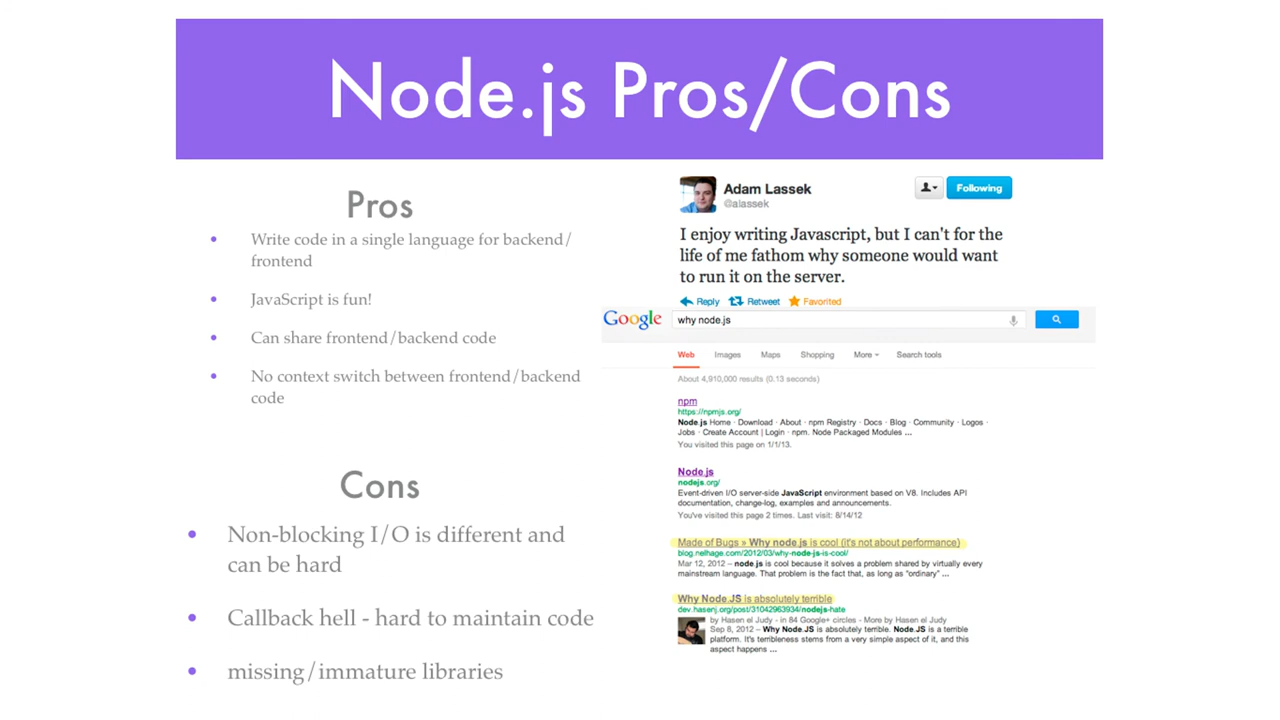 Node.js Pros/Cons
Pros
Write code in a single language for backend/
frontend
JavaScript is fun!
Can share frontend/backend code
No context switch between frontend/backend
code
Cons
Non-blocking I/O is different and
can be hard
Callback hell - hard to maintain code
missing/immature libraries
Adam Lassek
@alassek
Following
I enjoy writing Javascript, but I can't for the
life of me fathom why someone would want
to run it on the server.
Reply Retweet Favorited
Google
why node.js
Web Images Maps Shopping More Search tools
About 4,910,000 results (0.13 seconds)
npm
https://npmjs.org/
Node.js Home · Download · About · npm Registry · Docs · Blog · Community · Logos ·
Jobs · Create Account | Login · npm. Node Packaged Modules ...
You visited this page on 1/1/13.
Node.js
nodejs.org/
Event-driven I/O server-side JavaScript environment based on V8. Includes API
documentation, change-log, examples and announcements.
You've visited this page 2 times. Last visit: 8/14/12
Made of Bugs » Why node.js is cool (it's not about performance)
blog.nelhage.com/2012/03/why-node-js-is-cool/
Mar 12, 2012 – node.js is cool because it solves a problem shared by virtually every
mainstream language. That problem is the fact that, as long as "ordinary" ...
Why Node.JS is absolutely terrible
dev.hasenj.org/post/31042963934/nodejs-hate
by Hasen el Judy - in 84 Google+ circles - More by Hasen el Judy
Sep 8, 2012 – Why Node.JS is absolutely terrible. Node.JS is a terrible
platform. It's terribleness stems from a very simple aspect of it, and this
aspect happens ...